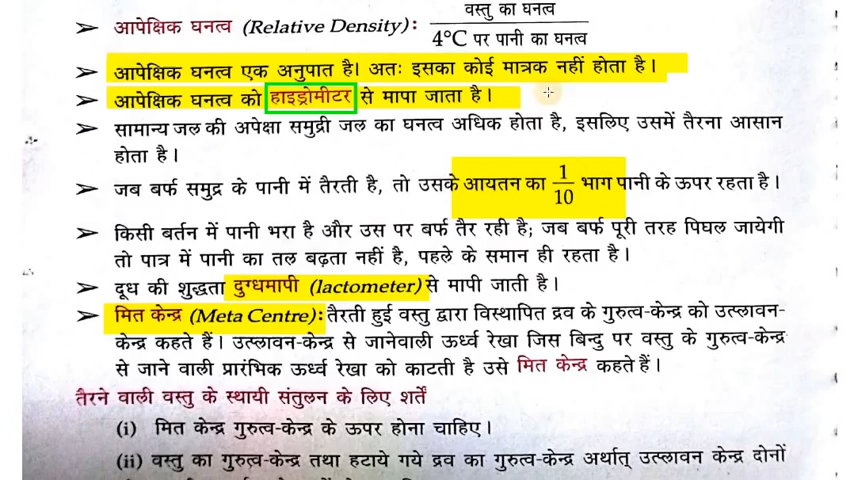 ➢ आपेक्षिक घनत्व (Relative Density): वस्तु का घनत्व / 4°C पर पानी का घनत्व
➢ आपेक्षिक घनत्व एक अनुपात है। अतः इसका कोई मात्रक नहीं होता है।
➢ आपेक्षिक घनत्व को हाइड्रोमीटर से मापा जाता है।
➢ सामान्य जल की अपेक्षा समुद्री जल का घनत्व अधिक होता है, इसलिए उसमें तैरना आसान
होता है।
➢ जब बर्फ समुद्र के पानी में तैरती है, तो उसके आयतन का 1/10 भाग पानी के ऊपर रहता है।
➢ किसी बर्तन में पानी भरा है और उस पर बर्फ तैर रही है; जब बर्फ पूरी तरह पिघल जायेगी
तो पात्र में पानी का तल बढ़ता नहीं है, पहले के समान ही रहता है।
➢ दूध की शुद्धता दुग्धमापी (lactometer) से मापी जाती है।
➢ मित केन्द्र (Meta Centre): तैरती हुई वस्तु द्वारा विस्थापित द्रव के गुरुत्व-केन्द्र को उत्प्लावन-
केन्द्र कहते हैं। उत्प्लावन-केन्द्र से जानेवाली ऊर्ध्व रेखा जिस बिन्दु पर वस्तु के गुरुत्व-केन्द्र
से जाने वाली प्रारंभिक ऊर्ध्व रेखा को काटती है उसे मित केन्द्र कहते हैं।
तैरने वाली वस्तु के स्थायी संतुलन के लिए शर्तें
(i) मित केन्द्र गुरुत्व-केन्द्र के ऊपर होना चाहिए।
(ii) वस्तु का गुरुत्व-केन्द्र तथा हटाये गये द्रव का गुरुत्व-केन्द्र अर्थात् उत्प्लावन केन्द्र दोनों